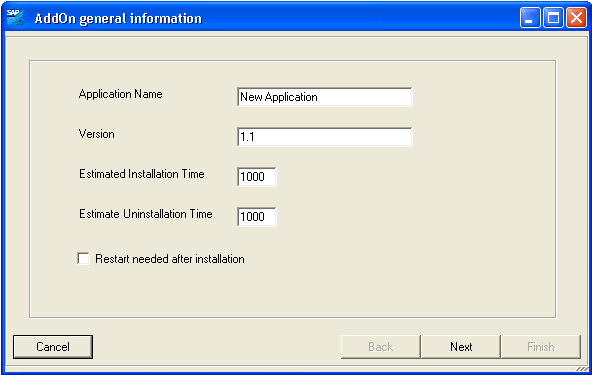 SAP AddOn general information
Application Name New Application
Version 1.1
Estimated Installation Time 1000
Estimate Uninstallation Time 1000
Restart needed after installation
Cancel Back Next Finish